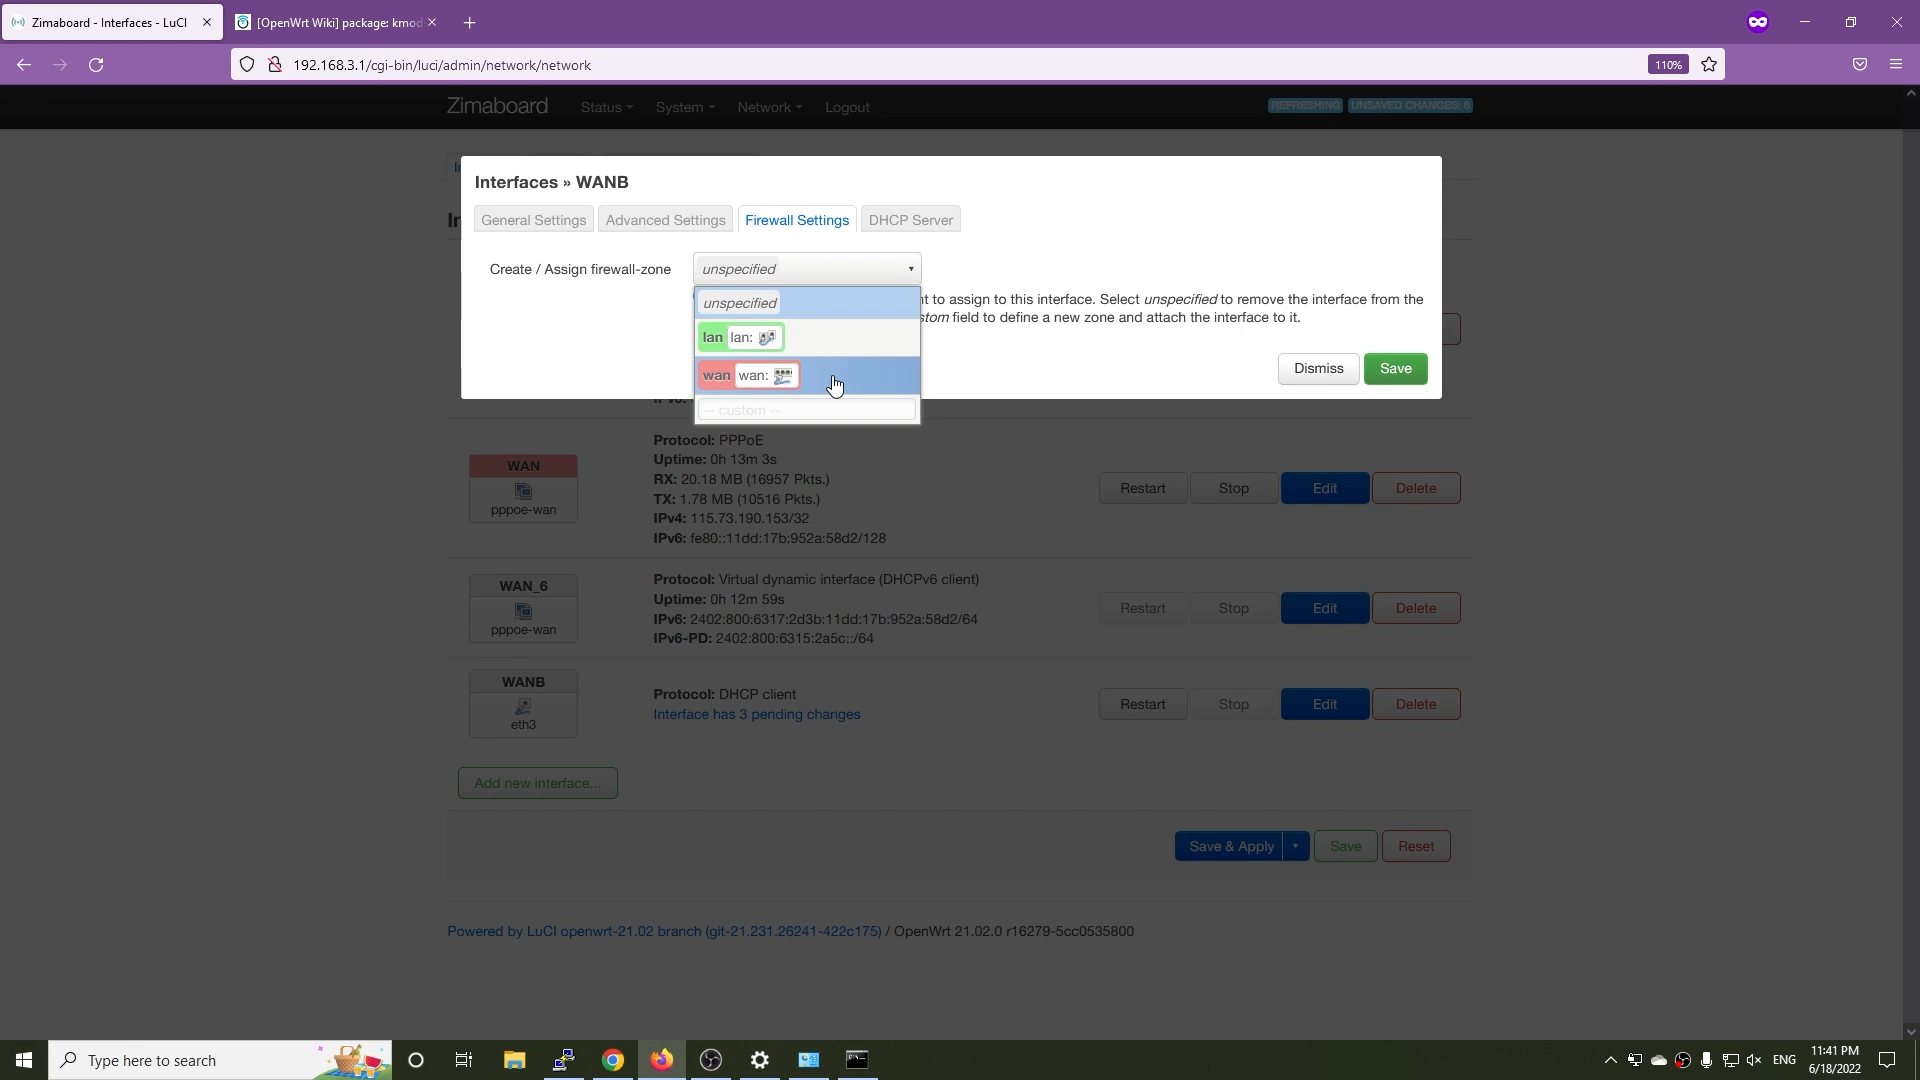 Zimaboard - Interfaces - LuCI
[OpenWrt Wiki] package: kmod
192.168.3.1/cgi-bin/luci/admin/network/network
110%
Zimaboard
Status
System
Network
Logout
REFRESHING
UNSAVED CHANGES: 6
Interfaces » WANB
General Settings
Advanced Settings
Firewall Settings
DHCP Server
Create / Assign firewall-zone
unspecified
unspecified
nt to assign to this interface. Select unspecified to remove the interface from the
lan lan:
stom field to define a new zone and attach the interface to it.
wan wan:
Dismiss
Save
-- custom --
WAN
pppoe-wan
Protocol: PPPoE
Uptime: 0h 13m 3s
RX: 20.18 MB (16957 Pkts.)
TX: 1.78 MB (10516 Pkts.)
IPv4: 115.73.190.153/32
IPv6: fe80::11dd:17b:952a:58d2/128
Restart
Stop
Edit
Delete
WAN_6
pppoe-wan
Protocol: Virtual dynamic interface (DHCPv6 client)
Uptime: 0h 12m 59s
IPv6: 2402:800:6317:2d3b:11dd:17b:952a:58d2/64
IPv6-PD: 2402:800:6315:2a5c::/64
Restart
Stop
Edit
Delete
WANB
eth3
Protocol: DHCP client
Interface has 3 pending changes
Restart
Stop
Edit
Delete
Add new interface...
Save & Apply
Save
Reset
Powered by LuCI openwrt-21.02 branch (git-21.231.26241-422c175) / OpenWrt 21.02.0 r16279-5cc0535800
Type here to search
ENG
11:41 PM
6/18/2022